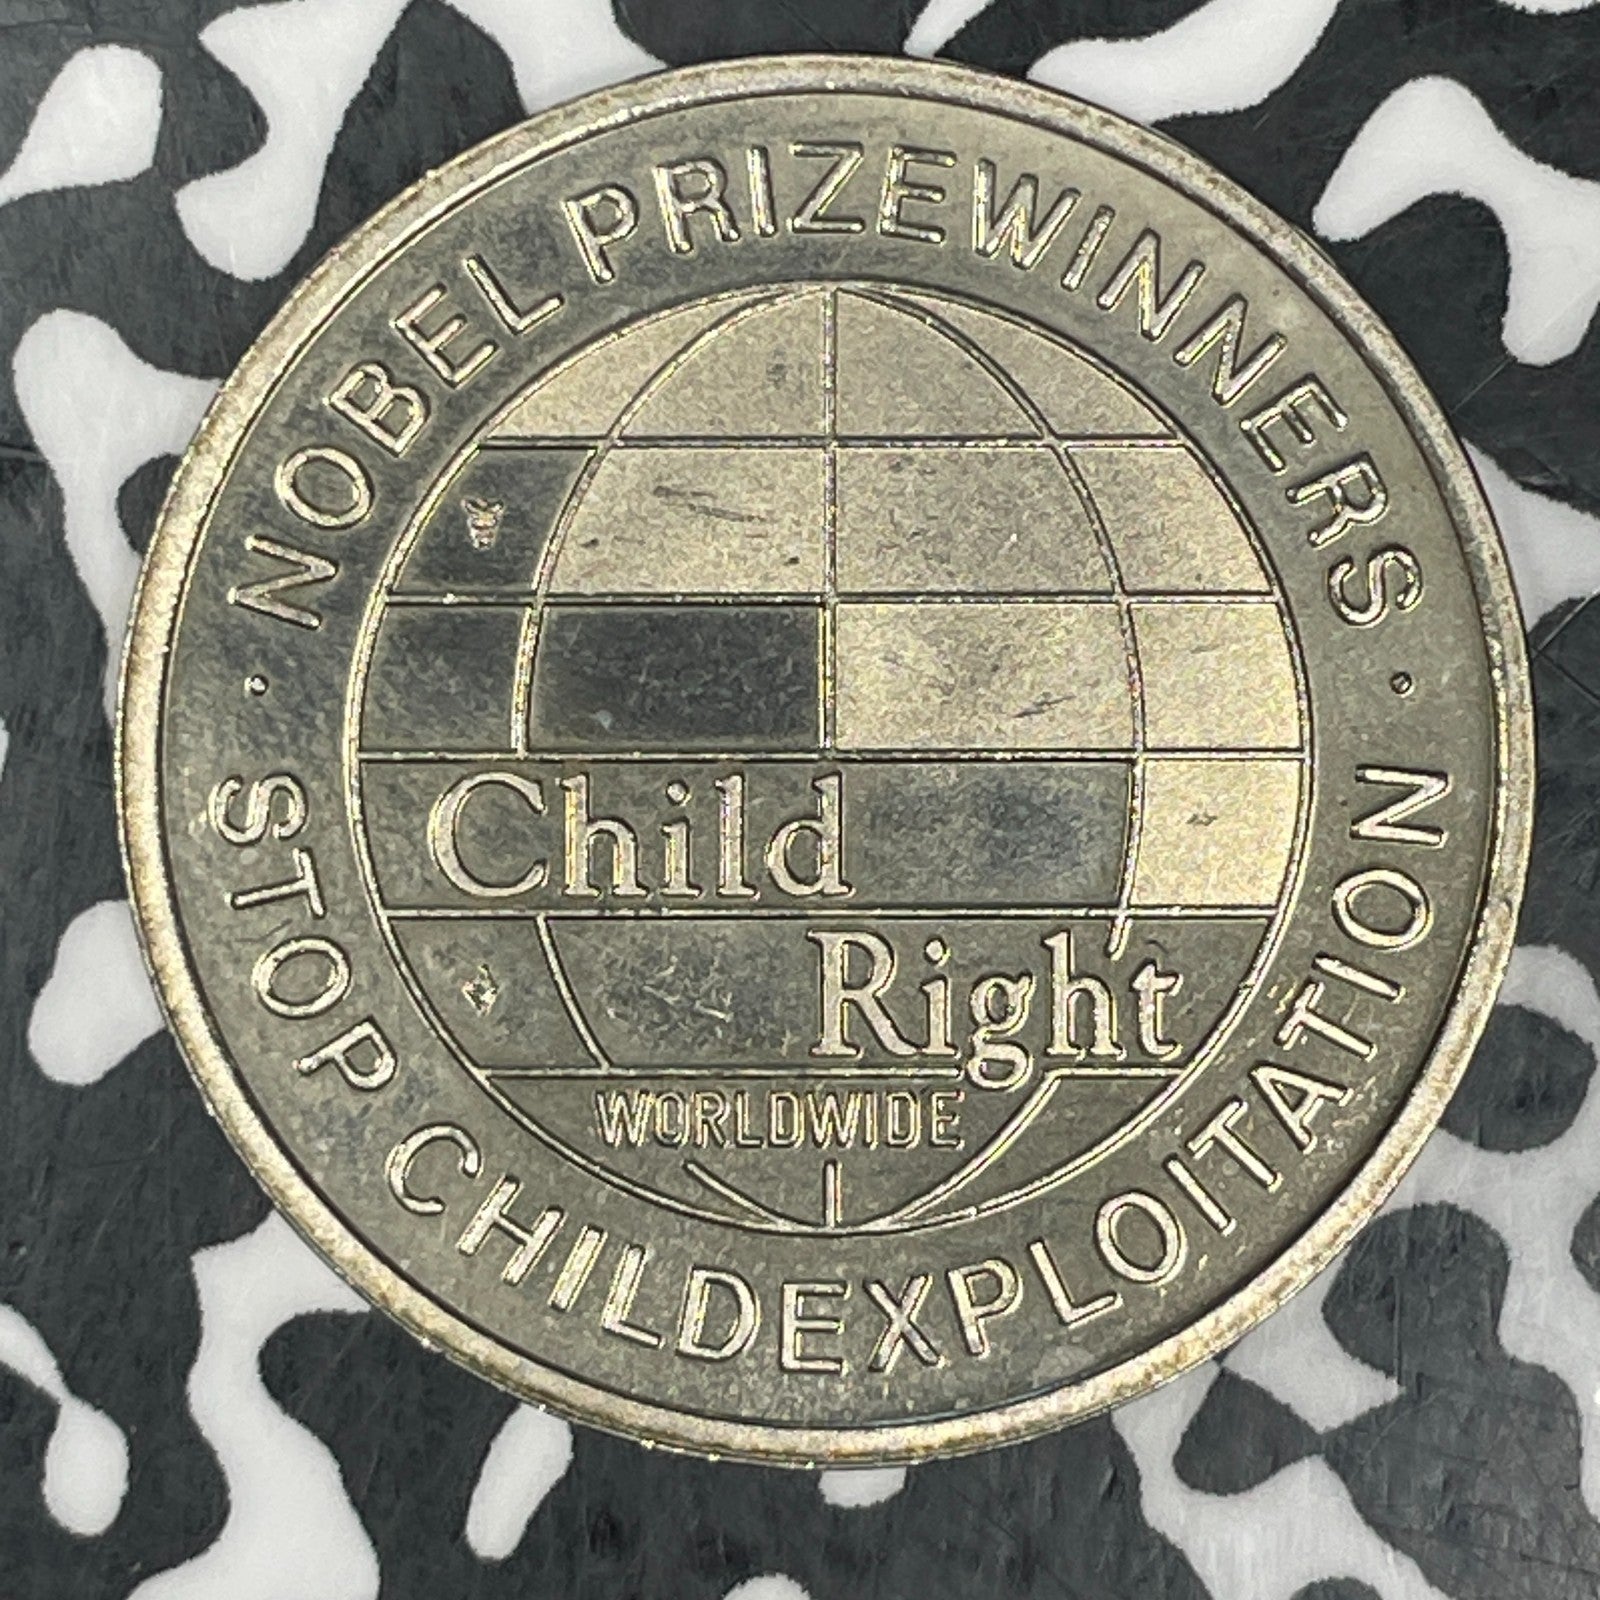 · NOBEL PRIZEWINNERS ·
Child
Right
WORLDWIDE
STOP CHILDEXPLOITATION